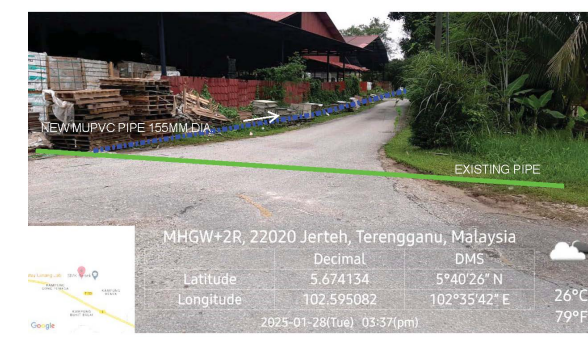 NEW MUPVC PIPE 155MM DIA.
EXISTING PIPE
MHGW+2R, 22020 Jerteh, Terengganu, Malaysia
Decimal DMS
Latitude 5.674134 5°40'26" N
Longitude 102.595082 102°35'42" E
26°C
79°F
2025-01-28(Tue) 03:37(pm)
Google